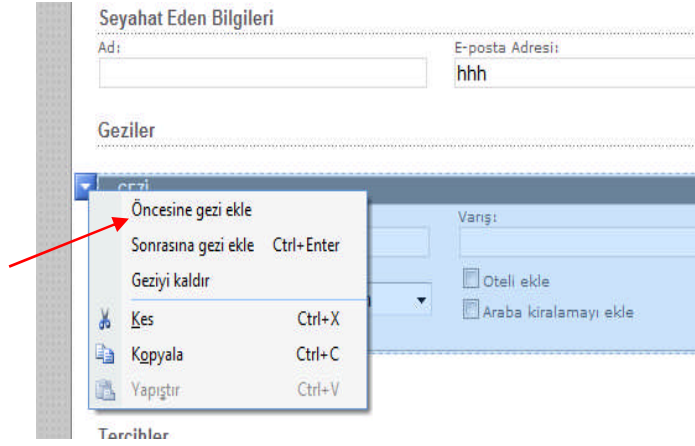 Seyahat Eden Bilgileri
Ad: E-posta Adresi:
hhh
Geziler
GEZİ
Öncesine gezi ekle
Varış:
Sonrasına gezi ekle Ctrl+Enter
Geziyi kaldır
Oteli ekle
Araba kiralamayı ekle
Kes Ctrl+X
Kopyala Ctrl+C
Yapıştır Ctrl+V
Tercihler